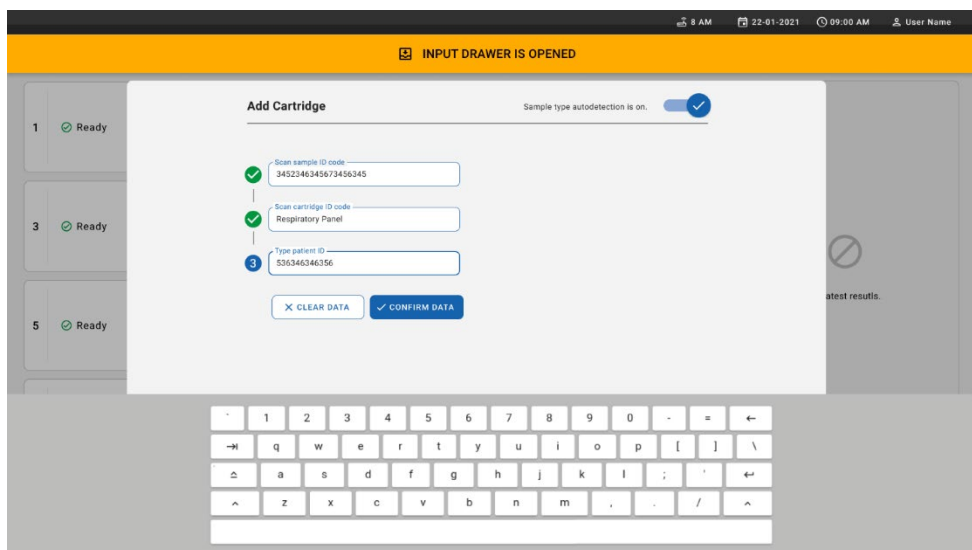 8 AM 22-01-2021 09:00 AM User Name
INPUT DRAWER IS OPENED
Add Cartridge
Sample type autodetection is on.
1 Ready
Scan sample ID code
3452346345673456345
Scan cartridge ID code
Respiratory Panel
3 Ready
Type patient ID
3 536346346356
atest resutls.
CLEAR DATA CONFIRM DATA
5 Ready
` 1 2 3 4 5 6 7 8 9 0 - =
q w e r t y u i o p [ ] \
a s d f g h j k l ; '
z x c v b n m , . /